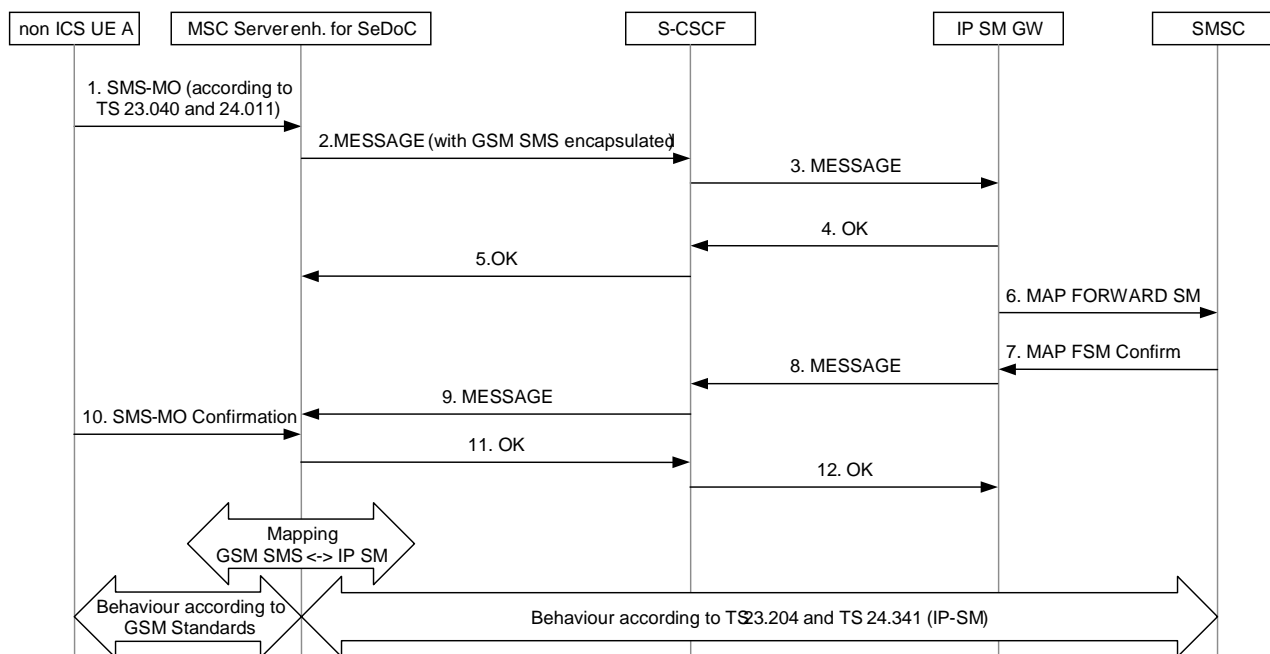 non ICS UE A
MSC Server enh. for SeDoC
S-CSCF
IP SM GW
SMSC
1. SMS-MO (according to
TS 23.040 and 24.011)
2.MESSAGE (with GSM SMS encapsulated)
3. MESSAGE
4. OK
5.OK
6. MAP FORWARD SM
7. MAP FSM Confirm.
8. MESSAGE
9. MESSAGE
10. SMS-MO Confirmation
11. OK
12. OK
Mapping
GSM SMS <-> IP SM
Behaviour according to
GSM Standards
Behaviour according to TS23.204 and TS 24.341 (IP-SM)